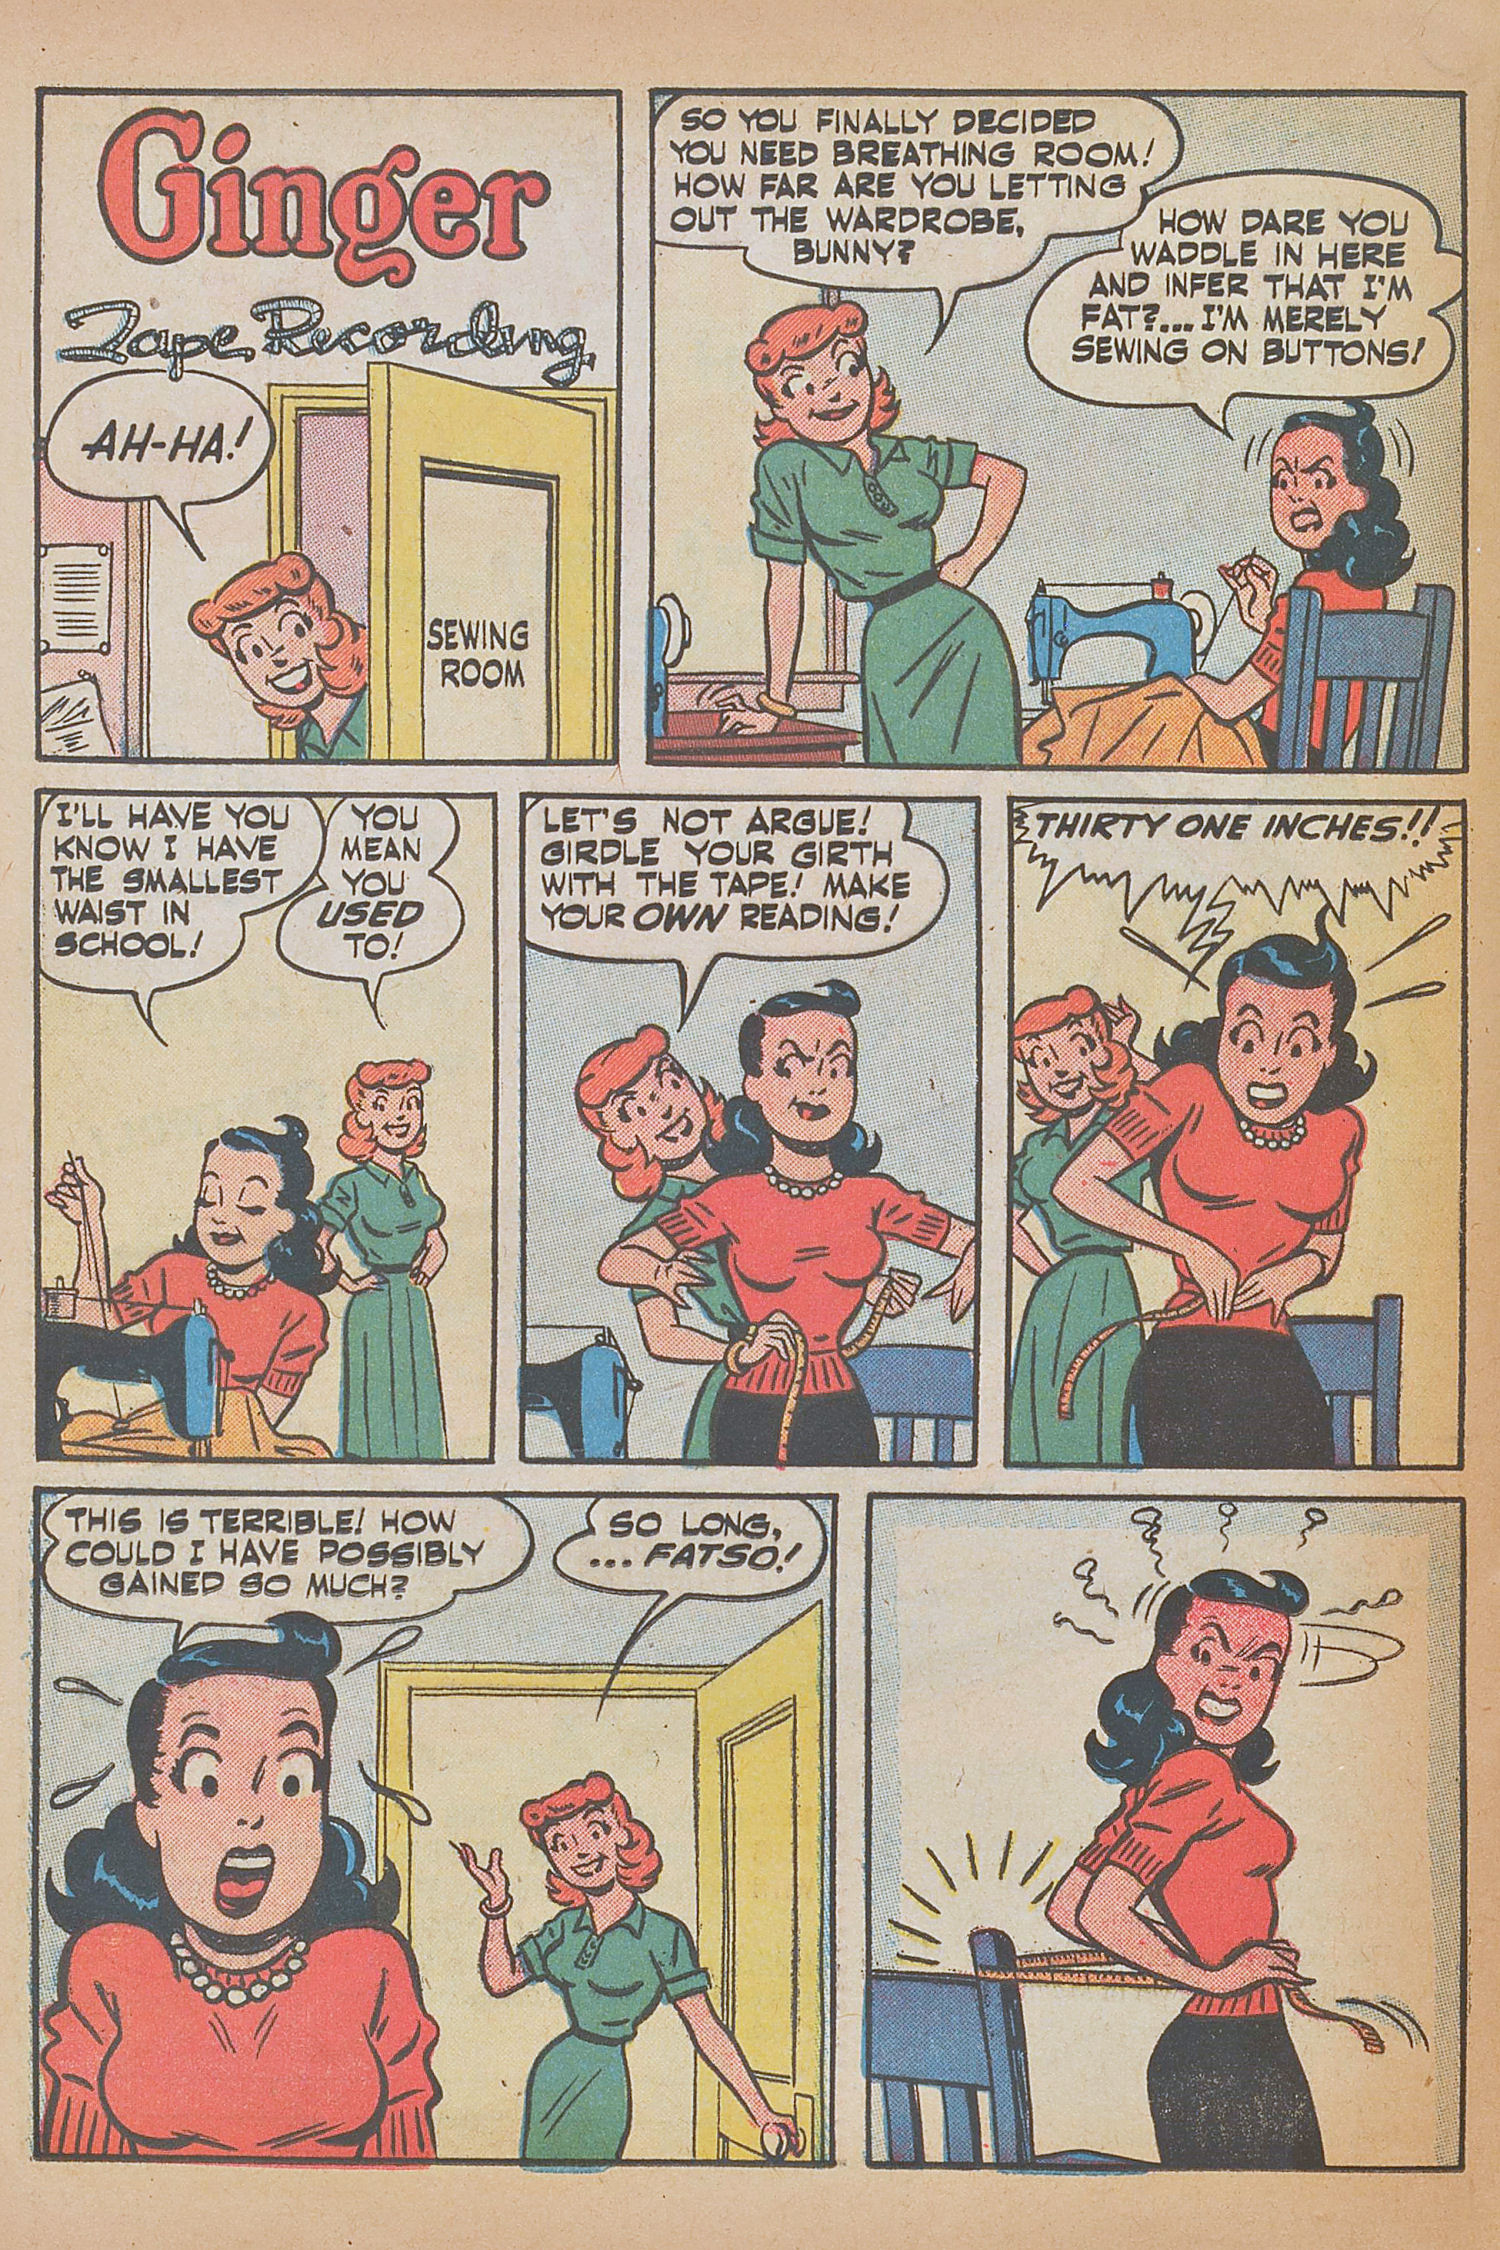 Ginger
Tape Recording
AH-HA!
SEWING
ROOM
SO YOU FINALLY DECIDED
YOU NEED BREATHING ROOM!
HOW FAR ARE YOU LETTING
OUT THE WARDROBE,
BUNNY?
HOW DARE YOU
WADDLE IN HERE
AND INFER THAT I'M
FAT?...I'M MERELY
SEWING ON BUTTONS!
I'LL HAVE YOU
KNOW I HAVE
THE SMALLEST
WAIST IN
SCHOOL!
YOU
MEAN
YOU
USED
TO!
LET'S NOT ARGUE!
GIRDLE YOUR GIRTH
WITH THE TAPE! MAKE
YOUR OWN READING!
THIRTY ONE INCHES!!
THIS IS TERRIBLE! HOW
COULD I HAVE POSSIBLY
GAINED SO MUCH?
SO LONG,
...FATSO!